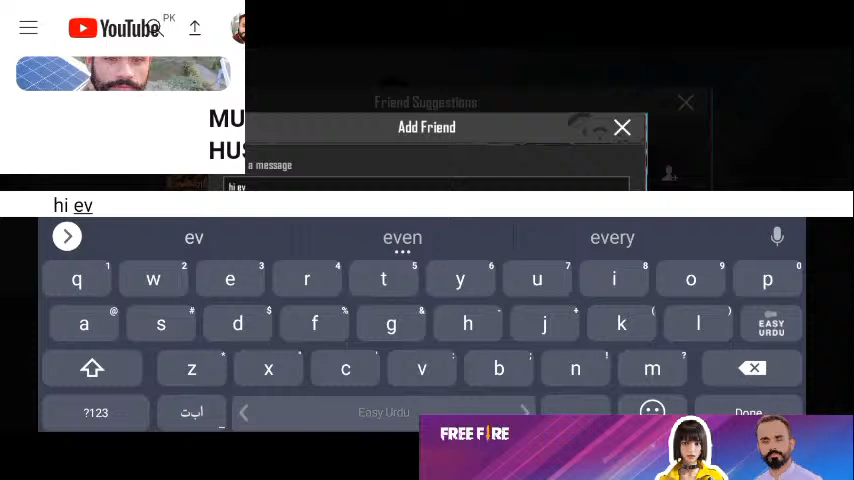 PK
YouTube
MU
HUS
Friend Suggestions
Add Friend
a message
hi ev
hi ev
ev even every
q 1 w 2 e 3 r 4 t 5 y 6 u 7 i 8 o 9 p 0
a @ s # d $ f % g & h - j + k ( l ) EASY URDU
z * x " c ' v : b ; n ! m ?
?123 ا ب ت Easy Urdu Done
FREE FIRE